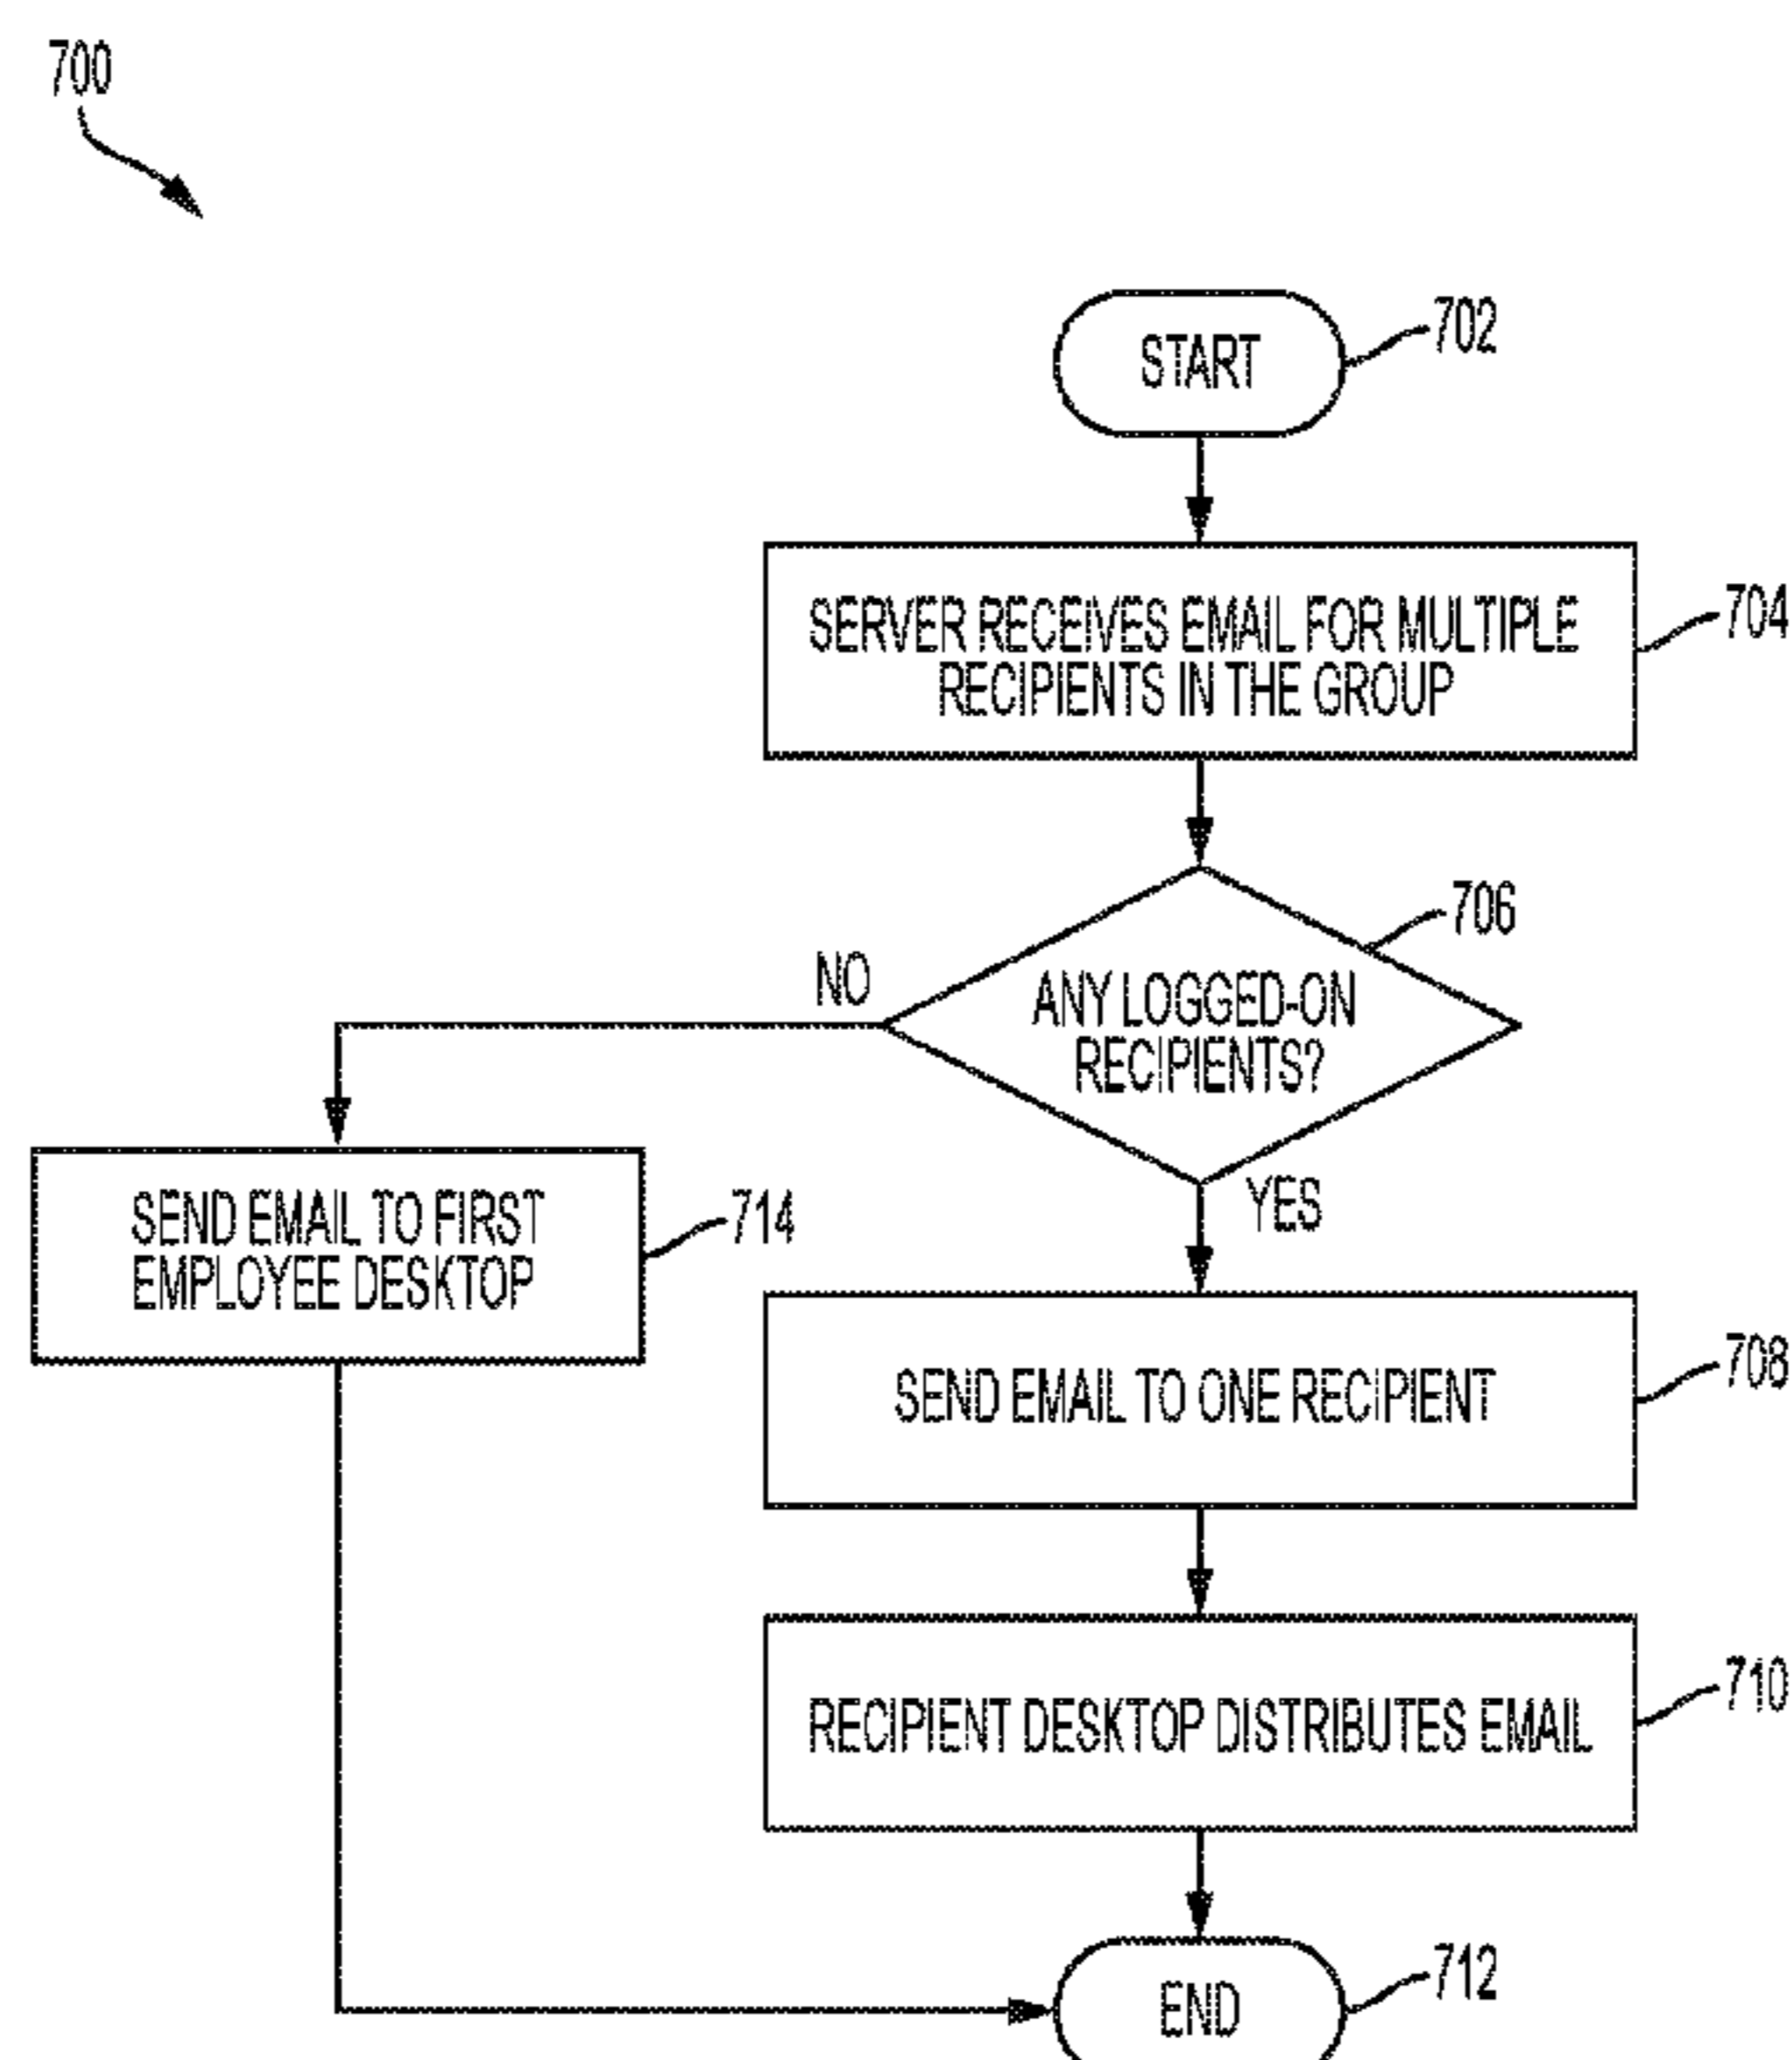 700
START
702
SERVER RECEIVES EMAIL FOR MULTIPLE
RECIPIENTS IN THE GROUP
704
706
ANY LOGGED-ON
RECIPIENTS?
NO
YES
SEND EMAIL TO FIRST
EMPLOYEE DESKTOP
714
SEND EMAIL TO ONE RECIPIENT
708
RECIPIENT DESKTOP DISTRIBUTES EMAIL
710
END
712